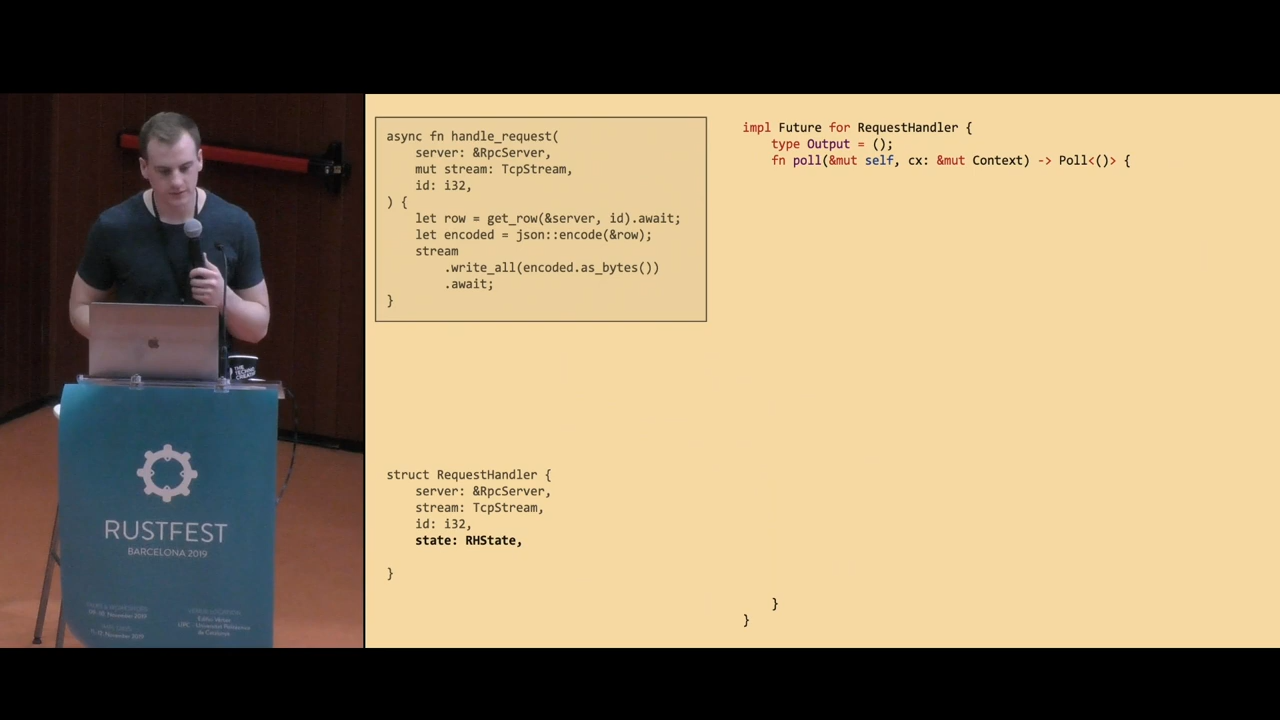 async fn handle_request(
    server: &RpcServer,
    mut stream: TcpStream,
    id: i32,
) {
    let row = get_row(&server, id).await;
    let encoded = json::encode(&row);
    stream
        .write_all(encoded.as_bytes())
        .await;
}
struct RequestHandler {
    server: &RpcServer,
    stream: TcpStream,
    id: i32,
    state: RHState,
}
impl Future for RequestHandler {
    type Output = ();
    fn poll(&mut self, cx: &mut Context) -> Poll<()> {
    }
}
RUSTFEST
BARCELONA 2019